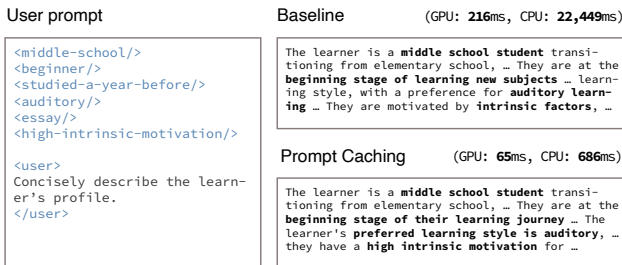 User prompt
<middle-school/>
<beginner/>
<studied-a-year-before/>
<auditory/>
<essay/>
<high-intrinsic-motivation/>
<user>
Concisely describe the learn-
er's profile.
</user>
Baseline (GPU: 216ms, CPU: 22,449ms)
The learner is a middle school student transi-
tioning from elementary school, … They are at the
beginning stage of learning new subjects … learn-
ing style, with a preference for auditory learn-
ing … They are motivated by intrinsic factors, …
Prompt Caching (GPU: 65ms, CPU: 686ms)
The learner is a middle school student transi-
tioning from elementary school, … They are at the
beginning stage of their learning journey … The
learner's preferred learning style is auditory, …
they have a high intrinsic motivation for …